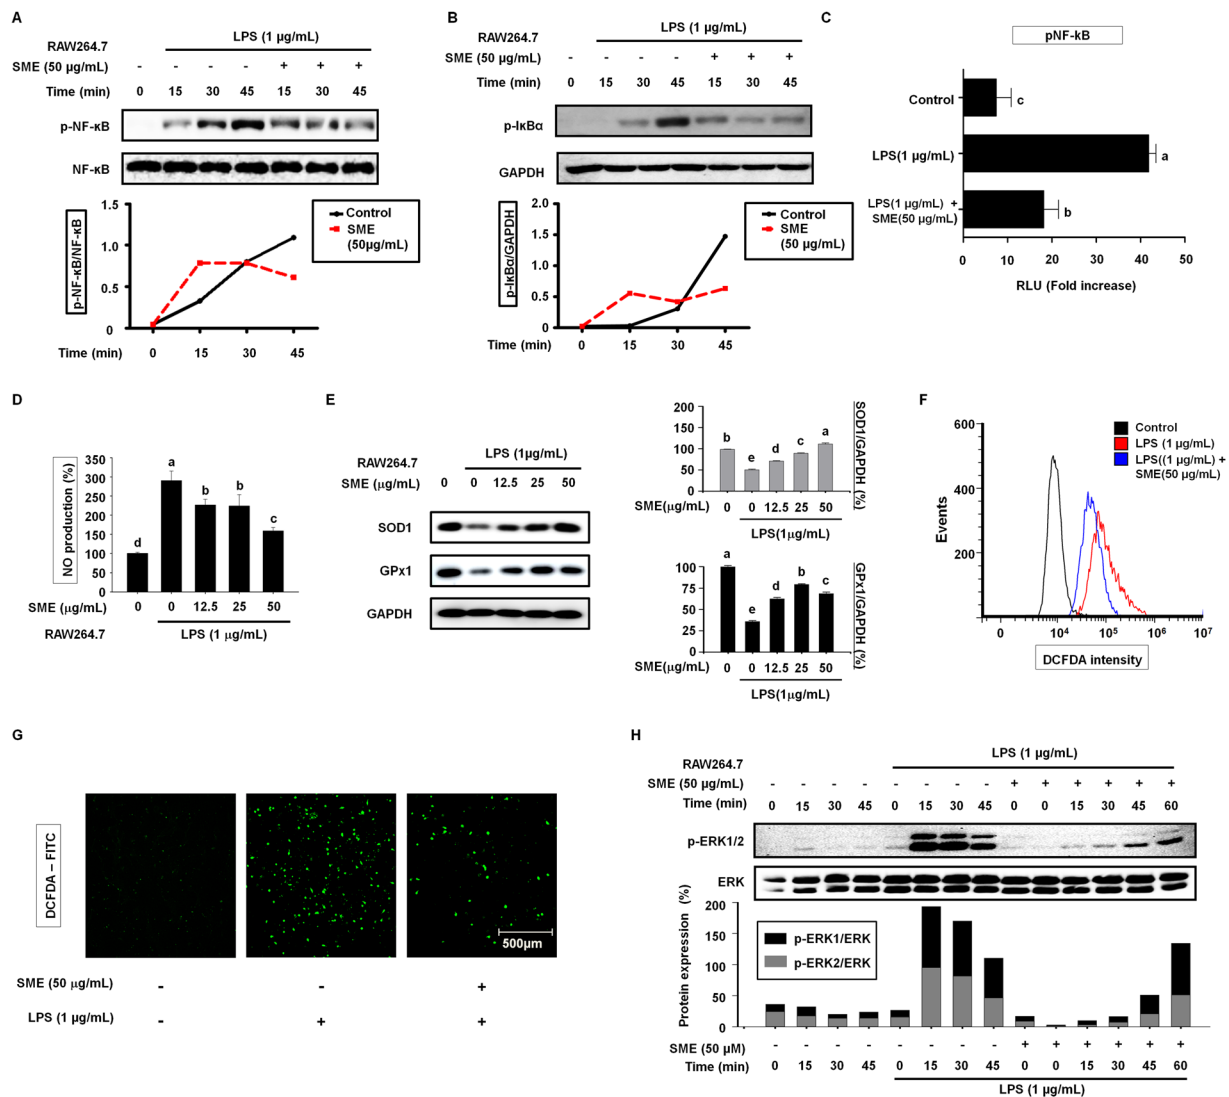 A
LPS (1 µg/mL)
RAW264.7
SME (50 µg/mL) - - - - + + +
Time (min) 0 15 30 45 15 30 45
p-NF-κB
NF-κB
p-NF-κB/NF-κB
1.5
1.0
0.5
0
Control
SME
(50µg/mL)
Time (min) 0 15 30 45
B
LPS (1 µg/mL)
RAW264.7
SME (50 µg/mL) - - - - + + +
Time (min) 0 15 30 45 15 30 45
p-IκBα
GAPDH
p-IκBα/GAPDH
2.0
1.5
1.0
0.5
0
Control
SME
(50 µg/mL)
Time (min) 0 15 30 45
C
pNF-kB
Control
c
LPS(1 µg/mL)
a
LPS(1 µg/mL) +
SME(50 µg/mL)
b
0 10 20 30 40 50
RLU (Fold increase)
D
NO production (%)
350
300
250
200
150
100
50
0
d a b b c
SME (µg/mL) 0 0 12.5 25 50
RAW264.7 LPS (1 µg/mL)
E
LPS (1µg/mL)
RAW264.7
SME (µg/mL) 0 0 12.5 25 50
SOD1
GPx1
GAPDH
200
150
100
50
0
b e d c a
SOD1/GAPDH
(%)
SME(µg/mL) 0 0 12.5 25 50
LPS(1µg/mL)
100
75
50
25
0
a e d b c
GPx1/GAPDH
(%)
SME(µg/mL) 0 0 12.5 25 50
LPS(1µg/mL)
F
600
400
200
Events
Control
LPS (1 µg/mL)
LPS((1 µg/mL) +
SME(50 µg/mL)
0 10⁴ 10⁵ 10⁶ 10⁷
DCFDA intensity
G
DCFDA – FITC
500µm
SME (50 µg/mL) - - +
LPS (1 µg/mL) - + +
H
LPS (1 µg/mL)
RAW264.7
SME (50 µg/mL) - - - - - - - - + + + + + +
Time (min) 0 15 30 45 0 15 30 45 0 0 15 30 45 60
p-ERK1/2
ERK
Protein expression (%)
200
150
100
50
0
p-ERK1/ERK
p-ERK2/ERK
SME (50 µM) - - - - - - - - + + + + + +
Time (min) 0 15 30 45 0 15 30 45 0 0 15 30 45 60
LPS (1 µg/mL)